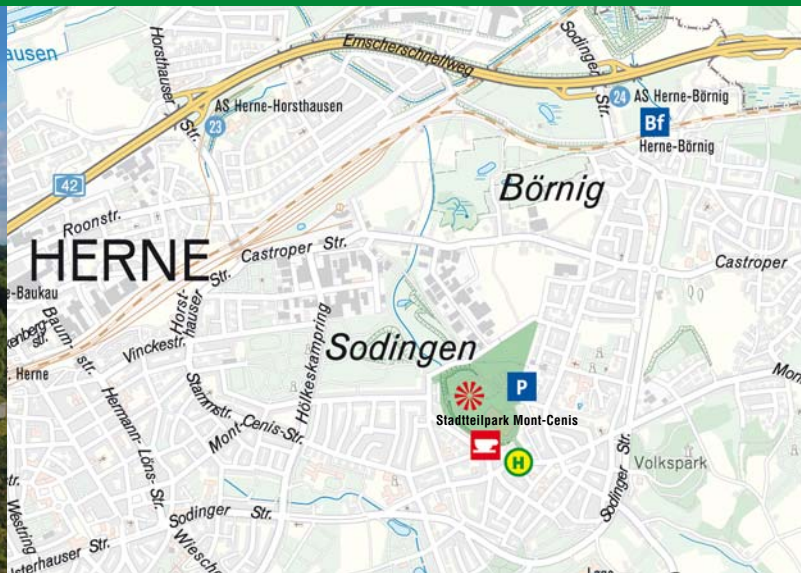 ausen
Horsthauser Str.
Emscherschnellweg
Sodinger Str.
AS Herne-Horsthausen
23
24
AS Herne-Börnig
Bf
Herne-Börnig
42
Börnig
Roonstr.
HERNE
Castroper Str.
Castroper
e-Baukau
Horst-
hauser Str.
Baum-
str.
Vinckestr.
Sodingen
Hölkeskampring
. Herne
P
Stadtteilpark Mont-Cenis
Stammstr.
Mont-Cenis-Str.
Hermann-Löns-Str.
H
Sodinger Str.
Volkspark
tr.
Westring
Sodinger Str.